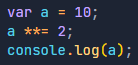 var a = 10;
a **= 2;
console.log(a);